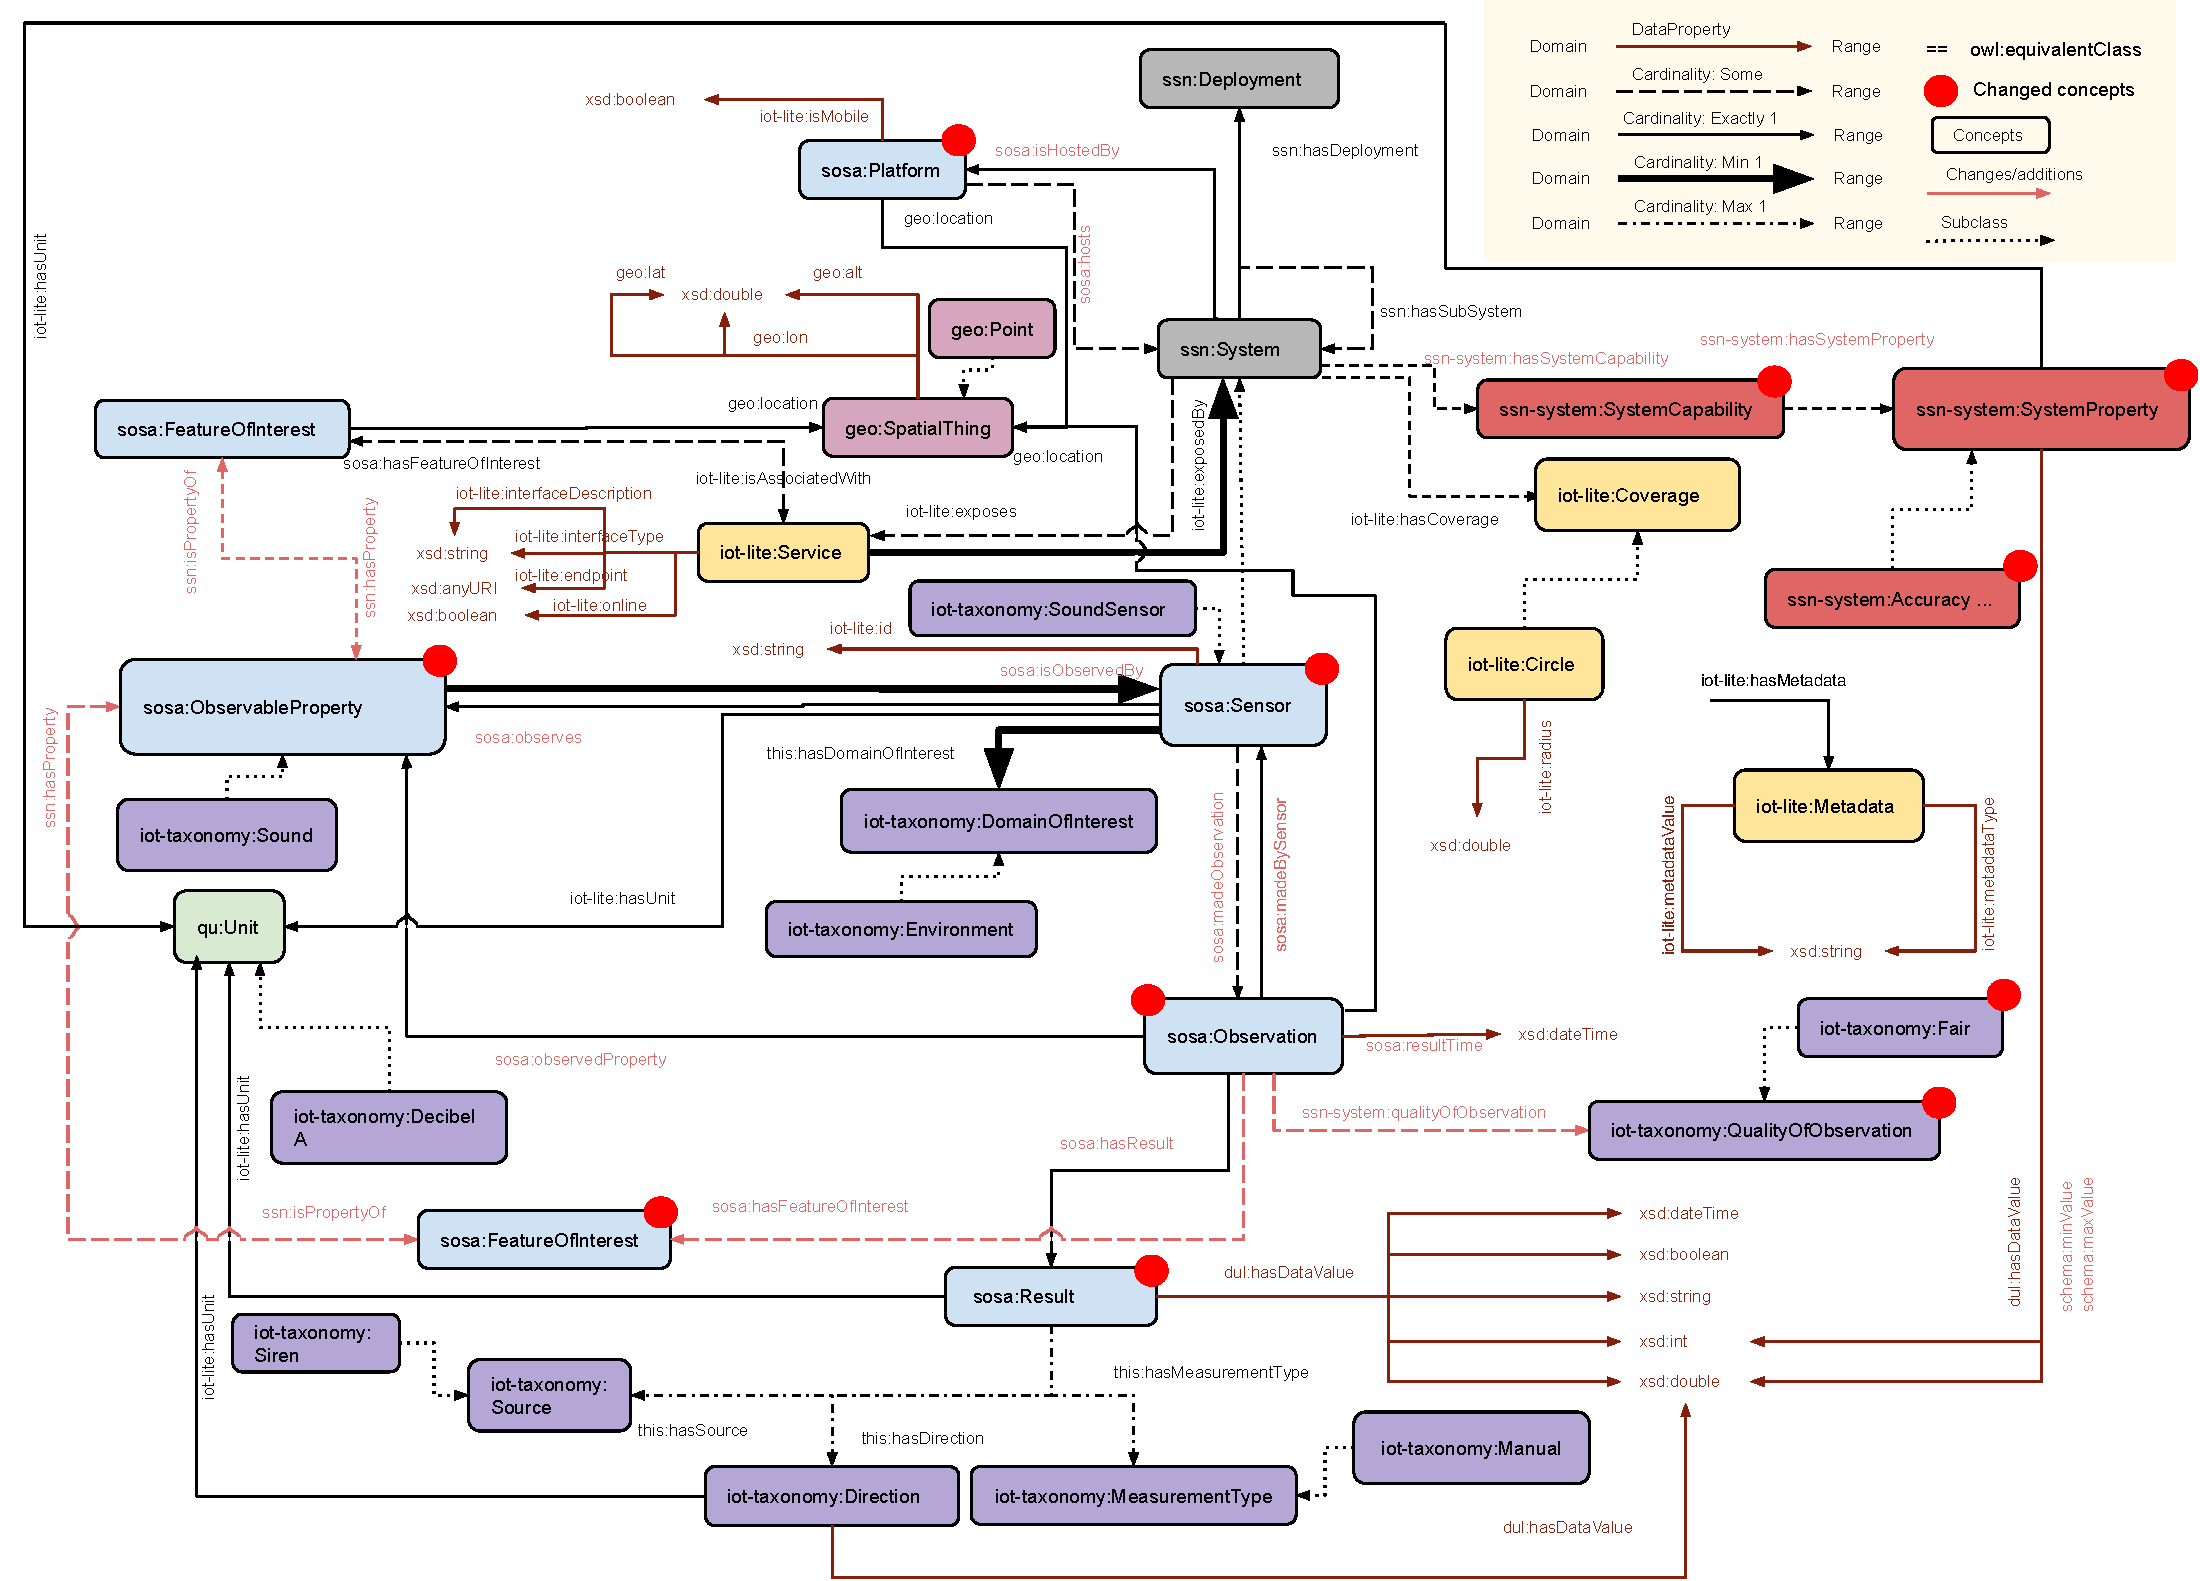 DataProperty
Domain
Range
== owl:equivalentClass
Cardinality: Some
Domain
Range
Changed concepts
Cardinality: Exactly 1
Domain
Range
Concepts
Cardinality: Min 1
Domain
Range
Changes/additions
Cardinality: Max 1
Domain
Range
Subclass
ssn:Deployment
xsd:boolean
iot-lite:isMobile
sosa:isHostedBy
ssn:hasDeployment
sosa:Platform
geo:location
sosa:hosts
iot-lite:hasUnit
geo:lat
geo:alt
xsd:double
geo:lon
geo:Point
ssn:hasSubSystem
ssn:System
ssn-system:hasSystemProperty
ssn-system:hasSystemCapability
geo:location
ssn-system:SystemCapability
ssn-system:SystemProperty
sosa:FeatureOfInterest
geo:SpatialThing
geo:location
sosa:hasFeatureOfInterest
iot-lite:isAssociatedWith
iot-lite:exposedBy
ssn:isPropertyOf
ssn:hasProperty
iot-lite:interfaceDescription
iot-lite:exposes
iot-lite:Coverage
iot-lite:hasCoverage
iot-lite:interfaceType
xsd:string
iot-lite:Service
iot-lite:endpoint
xsd:anyURI
iot-lite:online
xsd:boolean
iot-taxonomy:SoundSensor
ssn-system:Accuracy ...
iot-lite:id
xsd:string
sosa:isObservedBy
iot-lite:Circle
iot-lite:hasMetadata
sosa:ObservableProperty
sosa:Sensor
sosa:observes
this:hasDomainOfInterest
ssn:hasProperty
iot-lite:radius
iot-lite:Metadata
iot-taxonomy:Sound
iot-taxonomy:DomainOfInterest
sosa:madeObservation
sosa:madeBySensor
xsd:double
iot-lite:metadataValue
iot-lite:metadataType
iot-lite:hasUnit
qu:Unit
iot-taxonomy:Environment
xsd:string
iot-taxonomy:Fair
sosa:Observation
sosa:resultTime
xsd:dateTime
sosa:observedProperty
iot-lite:hasUnit
iot-taxonomy:Decibel
A
ssn-system:qualityOfObservation
iot-taxonomy:QualityOfObservation
sosa:hasResult
ssn:isPropertyOf
sosa:hasFeatureOfInterest
sosa:FeatureOfInterest
dul:hasDataValue
schema:minValue
schema:maxValue
xsd:dateTime
xsd:boolean
dul:hasDataValue
sosa:Result
xsd:string
iot-lite:hasUnit
iot-taxonomy:
Siren
xsd:int
this:hasMeasurementType
xsd:double
iot-taxonomy:
Source
this:hasSource
this:hasDirection
iot-taxonomy:Manual
iot-taxonomy:Direction
iot-taxonomy:MeasurementType
dul:hasDataValue